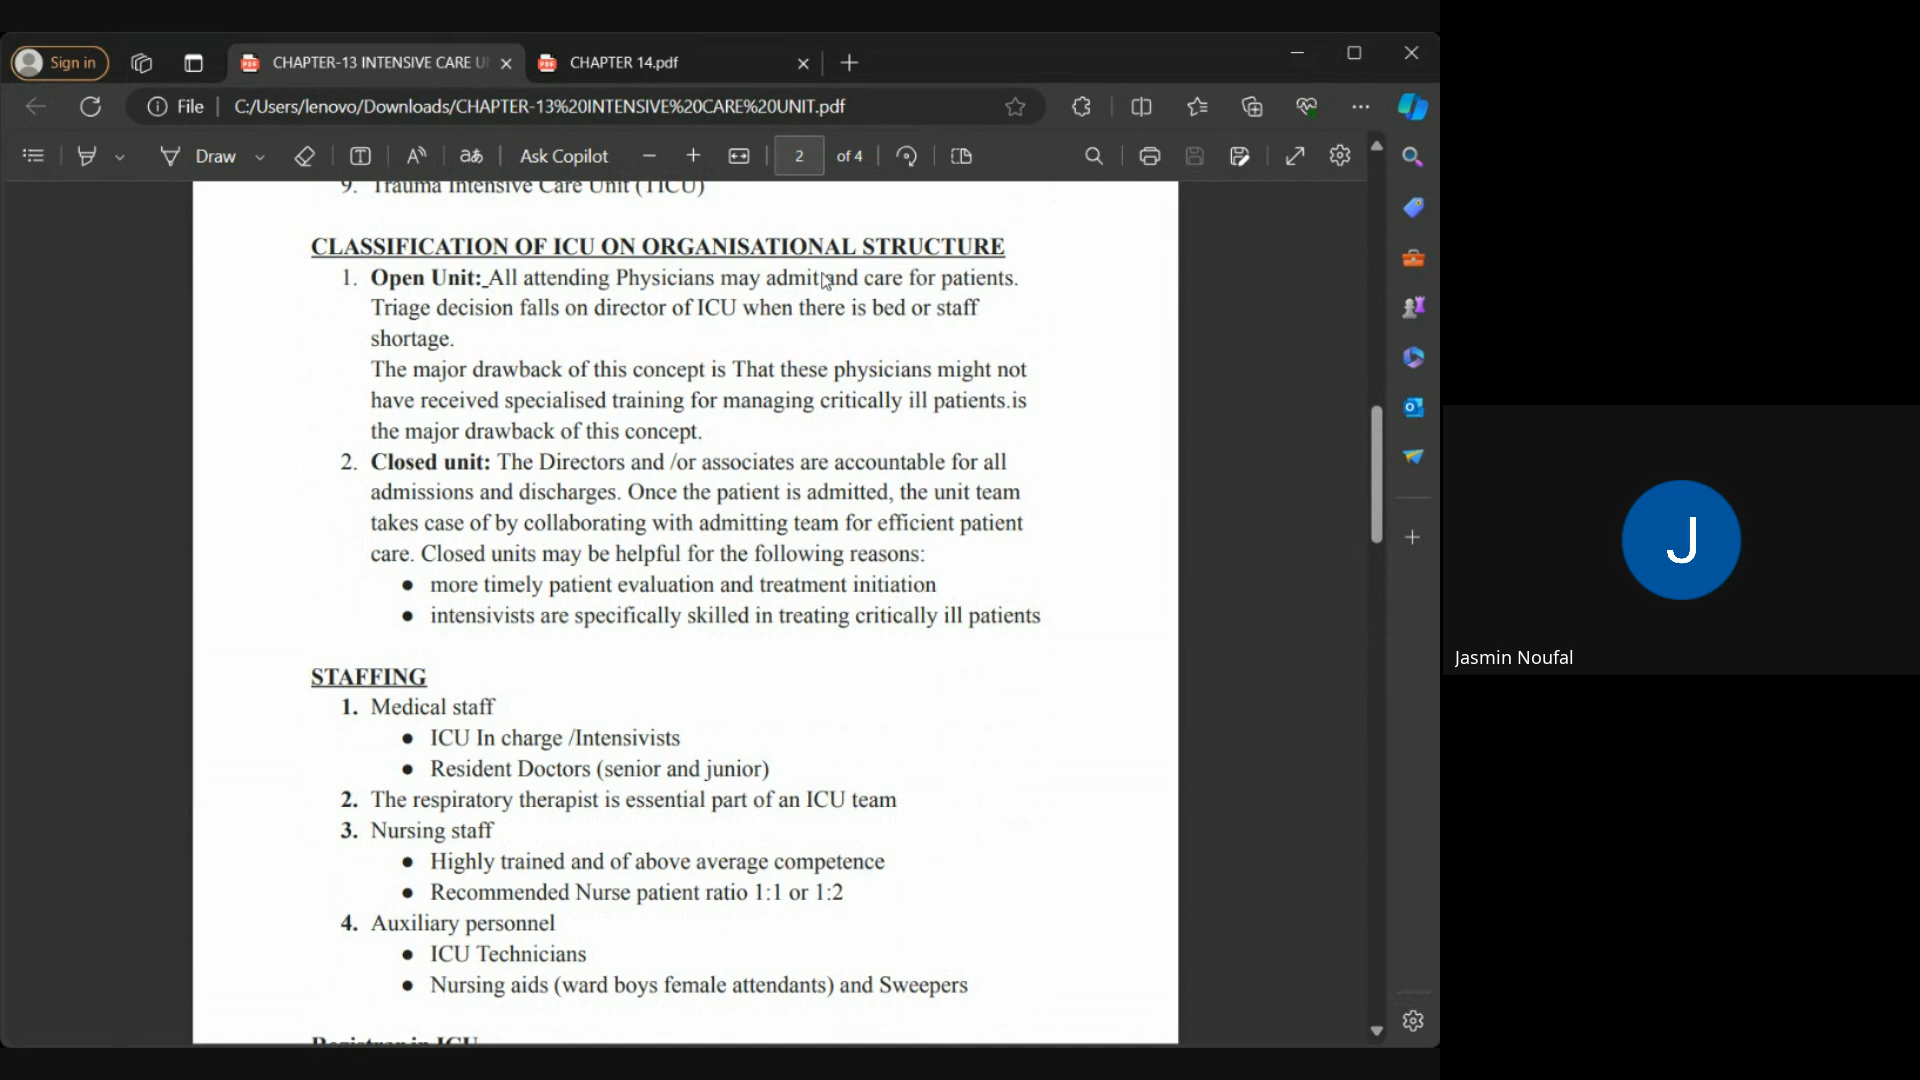 Sign in
CHAPTER-13 INTENSIVE CARE U
CHAPTER 14.pdf
File
C:/Users/lenovo/Downloads/CHAPTER-13%20INTENSIVE%20CARE%20UNIT.pdf
Draw
Ask Copilot
2
of 4
9. Trauma Intensive Care Unit (TICU)
CLASSIFICATION OF ICU ON ORGANISATIONAL STRUCTURE
1. Open Unit: All attending Physicians may admit and care for patients.
Triage decision falls on director of ICU when there is bed or staff
shortage.
The major drawback of this concept is That these physicians might not
have received specialised training for managing critically ill patients.is
the major drawback of this concept.
2. Closed unit: The Directors and /or associates are accountable for all
admissions and discharges. Once the patient is admitted, the unit team
takes case of by collaborating with admitting team for efficient patient
care. Closed units may be helpful for the following reasons:
● more timely patient evaluation and treatment initiation
● intensivists are specifically skilled in treating critically ill patients
STAFFING
1. Medical staff
● ICU In charge /Intensivists
● Resident Doctors (senior and junior)
2. The respiratory therapist is essential part of an ICU team
3. Nursing staff
● Highly trained and of above average competence
● Recommended Nurse patient ratio 1:1 or 1:2
4. Auxiliary personnel
● ICU Technicians
● Nursing aids (ward boys female attendants) and Sweepers
Registrar in ICU
J
Jasmin Noufal